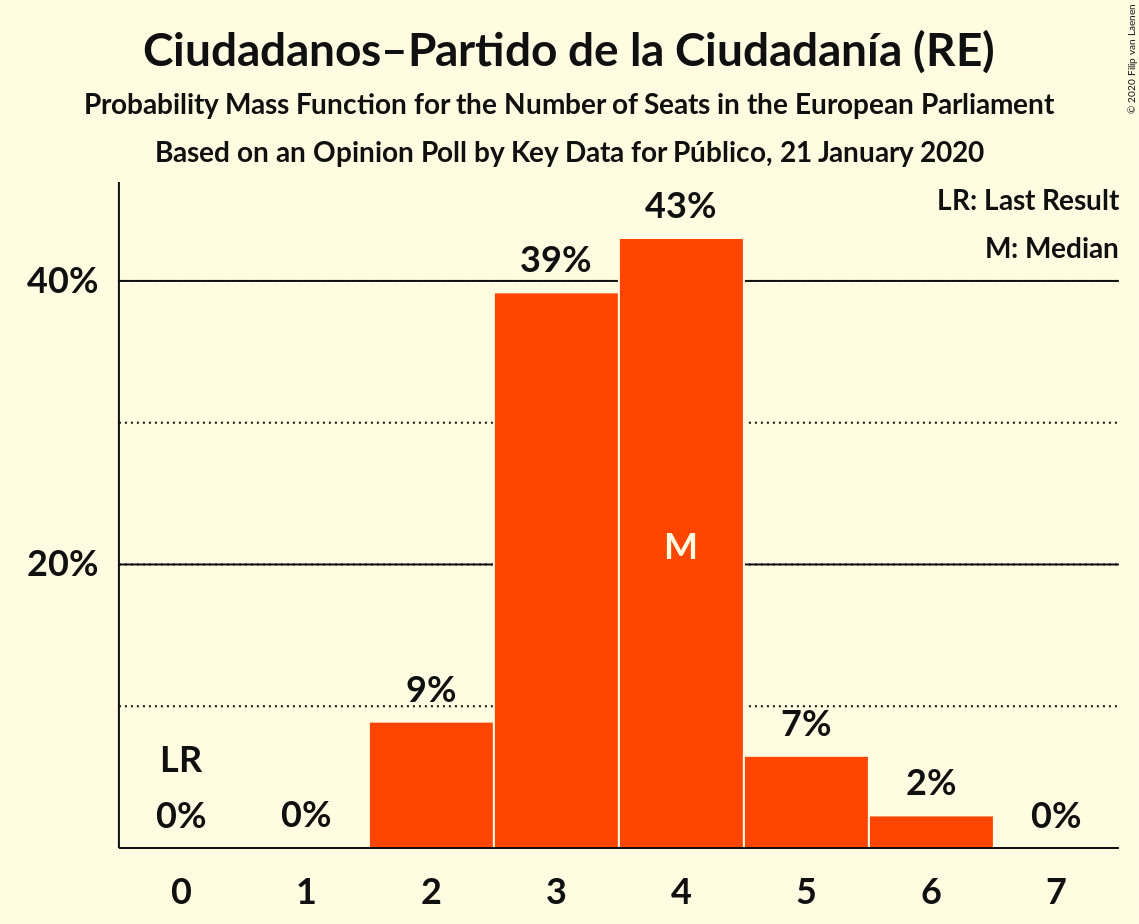 Ciudadanos–Partido de la Ciudadanía (RE)
Probability Mass Function for the Number of Seats in the European Parliament
Based on an Opinion Poll by Key Data for Público, 21 January 2020
© 2020 Filip van Laenen
LR: Last Result
M: Median
43%
39%
40%
M
20%
9%
7%
LR
2%
0% 0% 0%
0 1 2 3 4 5 6 7